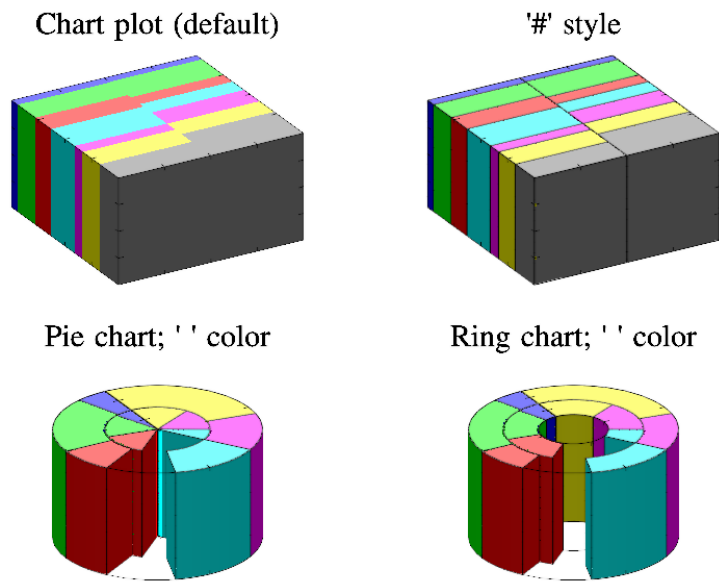 Chart plot (default)
'#' style
Pie chart; ' ' color
Ring chart; ' ' color